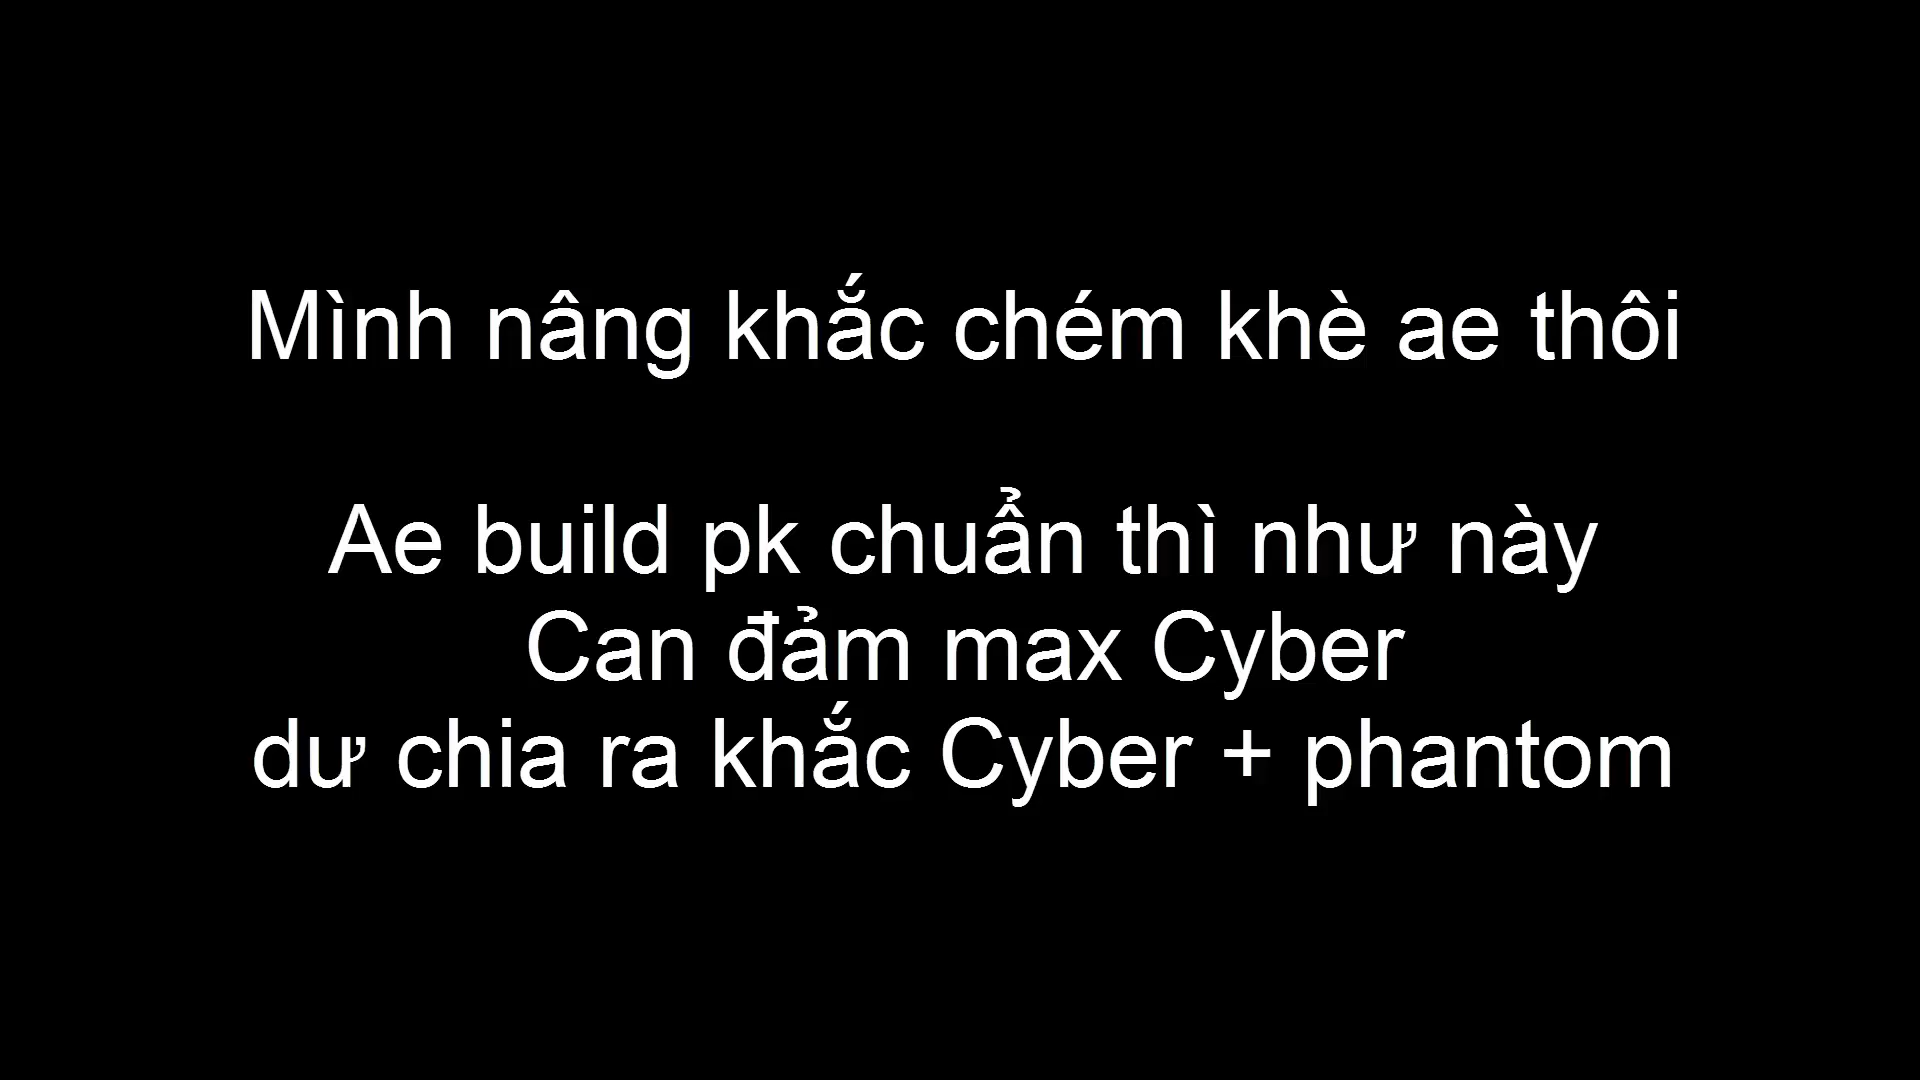 Mình nâng khắc chém khè ae thôi
Ae build pk chuẩn thì như này
Can đảm max Cyber
dư chia ra khắc Cyber + phantom